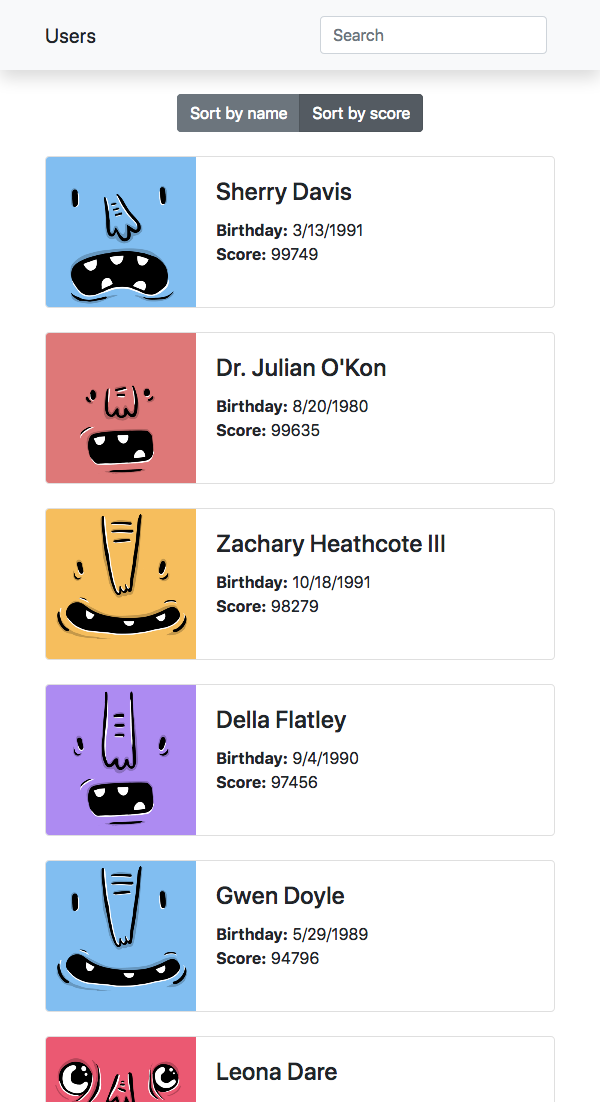 Users
Search
Sort by name
Sort by score
Sherry Davis
Birthday: 3/13/1991
Score: 99749
Dr. Julian O'Kon
Birthday: 8/20/1980
Score: 99635
Zachary Heathcote III
Birthday: 10/18/1991
Score: 98279
Della Flatley
Birthday: 9/4/1990
Score: 97456
Gwen Doyle
Birthday: 5/29/1989
Score: 94796
Leona Dare